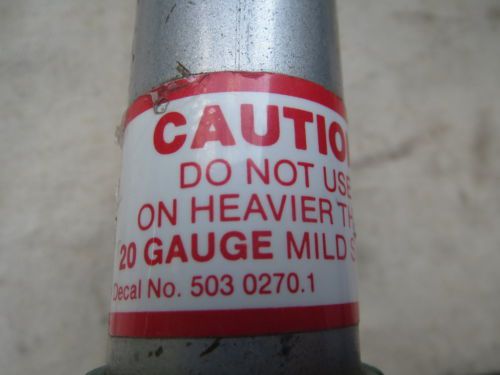 CAUTIO
DO NOT USE
ON HEAVIER TH
20 GAUGE MILD S
Decal No. 503 0270.1